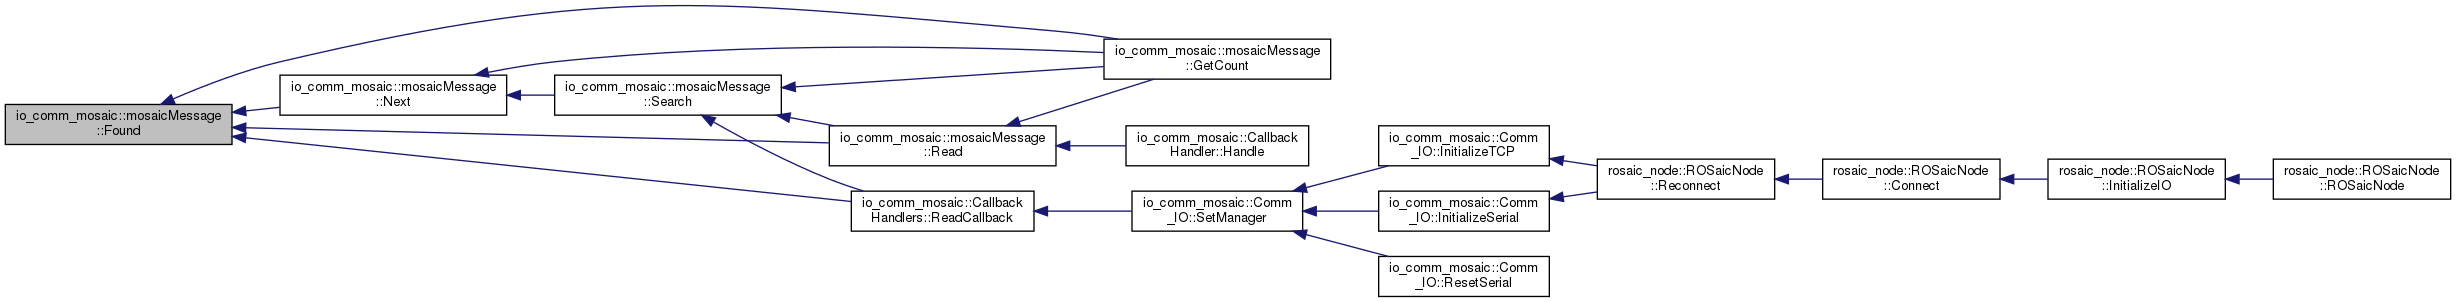 io_comm_mosaic::mosaicMessage
::Found
io_comm_mosaic::mosaicMessage
::Next
io_comm_mosaic::mosaicMessage
::Search
io_comm_mosaic::mosaicMessage
::GetCount
io_comm_mosaic::mosaicMessage
::Read
io_comm_mosaic::Callback
Handler::Handle
io_comm_mosaic::Callback
Handlers::ReadCallback
io_comm_mosaic::Comm
_IO::SetManager
io_comm_mosaic::Comm
_IO::InitializeTCP
io_comm_mosaic::Comm
_IO::InitializeSerial
io_comm_mosaic::Comm
_IO::ResetSerial
rosaic_node::ROSaicNode
::Reconnect
rosaic_node::ROSaicNode
::Connect
rosaic_node::ROSaicNode
::InitializeIO
rosaic_node::ROSaicNode
::ROSaicNode